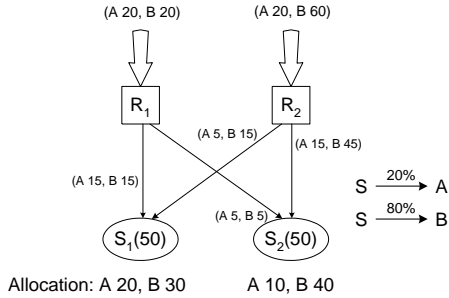 (A 20, B 20)
(A 20, B 60)
R1
R2
(A 5, B 15)
(A 15, B 45)
(A 15, B 15)
(A 5, B 5)
S 20% A
S 80% B
S1(50)
S2(50)
Allocation: A 20, B 30
A 10, B 40